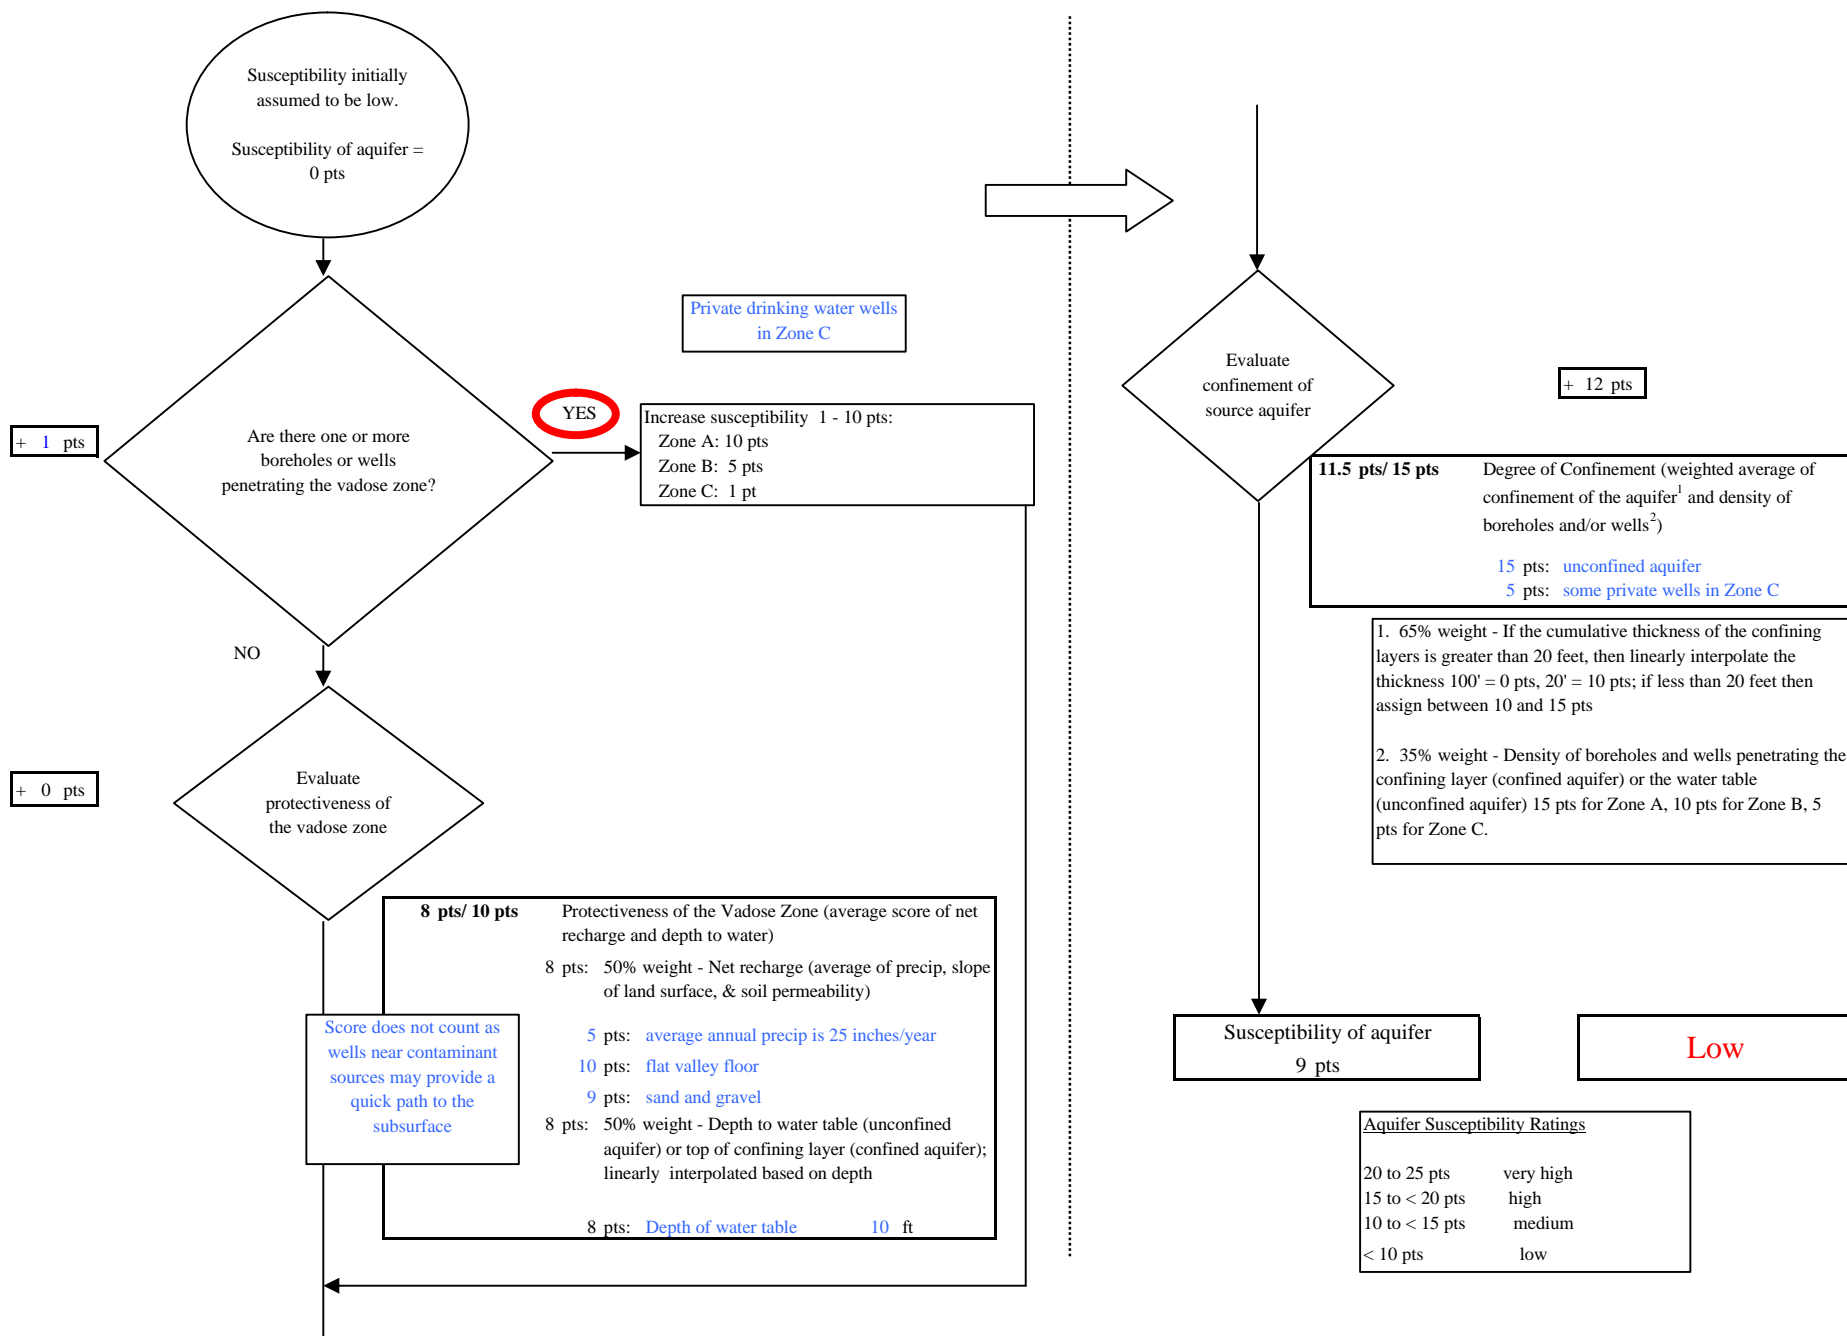 Susceptibility initially
assumed to be low.
Susceptibility of aquifer =
0 pts
Private drinking water wells
in Zone C
YES
+ 1 pts
Are there one or more
boreholes or wells
penetrating the vadose zone?
Increase susceptibility 1 - 10 pts:
Zone A: 10 pts
Zone B: 5 pts
Zone C: 1 pt
NO
+ 0 pts
Evaluate
protectiveness of
the vadose zone
8 pts/ 10 pts Protectiveness of the Vadose Zone (average score of net
recharge and depth to water)
8 pts: 50% weight - Net recharge (average of precip, slope
of land surface, & soil permeability)
5 pts: average annual precip is 25 inches/year
10 pts: flat valley floor
9 pts: sand and gravel
8 pts: 50% weight - Depth to water table (unconfined
aquifer) or top of confining layer (confined aquifer);
linearly interpolated based on depth
8 pts: Depth of water table 10 ft
Score does not count as
wells near contaminant
sources may provide a
quick path to the
subsurface
Evaluate
confinement of
source aquifer
+ 12 pts
11.5 pts/ 15 pts Degree of Confinement (weighted average of
confinement of the aquifer1 and density of
boreholes and/or wells2)
15 pts: unconfined aquifer
5 pts: some private wells in Zone C
1. 65% weight - If the cumulative thickness of the confining
layers is greater than 20 feet, then linearly interpolate the
thickness 100' = 0 pts, 20' = 10 pts; if less than 20 feet then
assign between 10 and 15 pts
2. 35% weight - Density of boreholes and wells penetrating the
confining layer (confined aquifer) or the water table
(unconfined aquifer) 15 pts for Zone A, 10 pts for Zone B, 5
pts for Zone C.
Susceptibility of aquifer
9 pts
Low
Aquifer Susceptibility Ratings
20 to 25 pts very high
15 to < 20 pts high
10 to < 15 pts medium
< 10 pts low